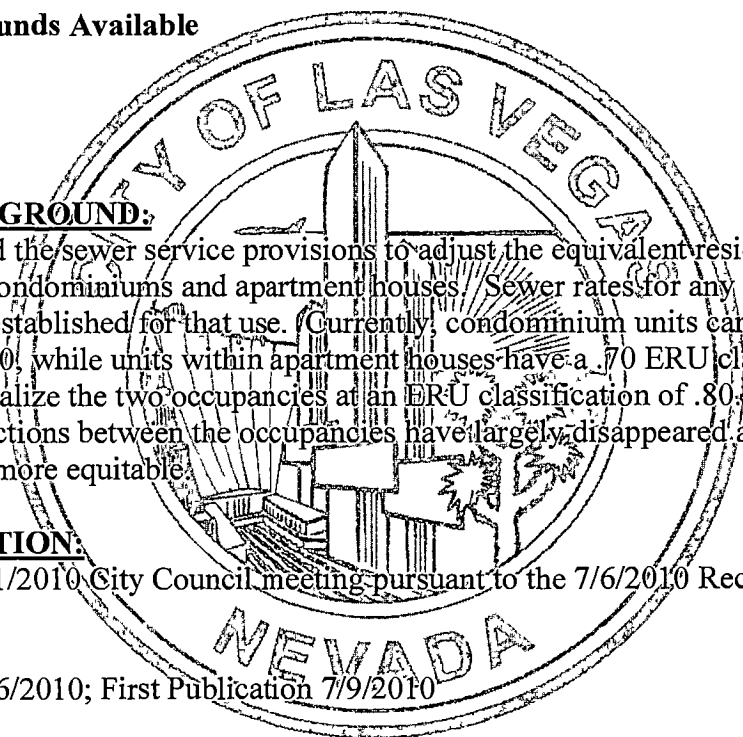 unds Available
CITY OF LAS VEGAS
GROUND:
d the sewer service provisions to adjust the equivalent resi
ondominiums and apartment houses. Sewer rates for any
stablished for that use. Currently, condominium units can
0, while units within apartment houses have a .70 ERU cl
alize the two occupancies at an ERU classification of .80
ctions between the occupancies have largely disappeared a
more equitable.
TION:
1/2010 City Council meeting pursuant to the 7/6/2010 Rec
NEVADA
6/2010; First Publication 7/9/2010